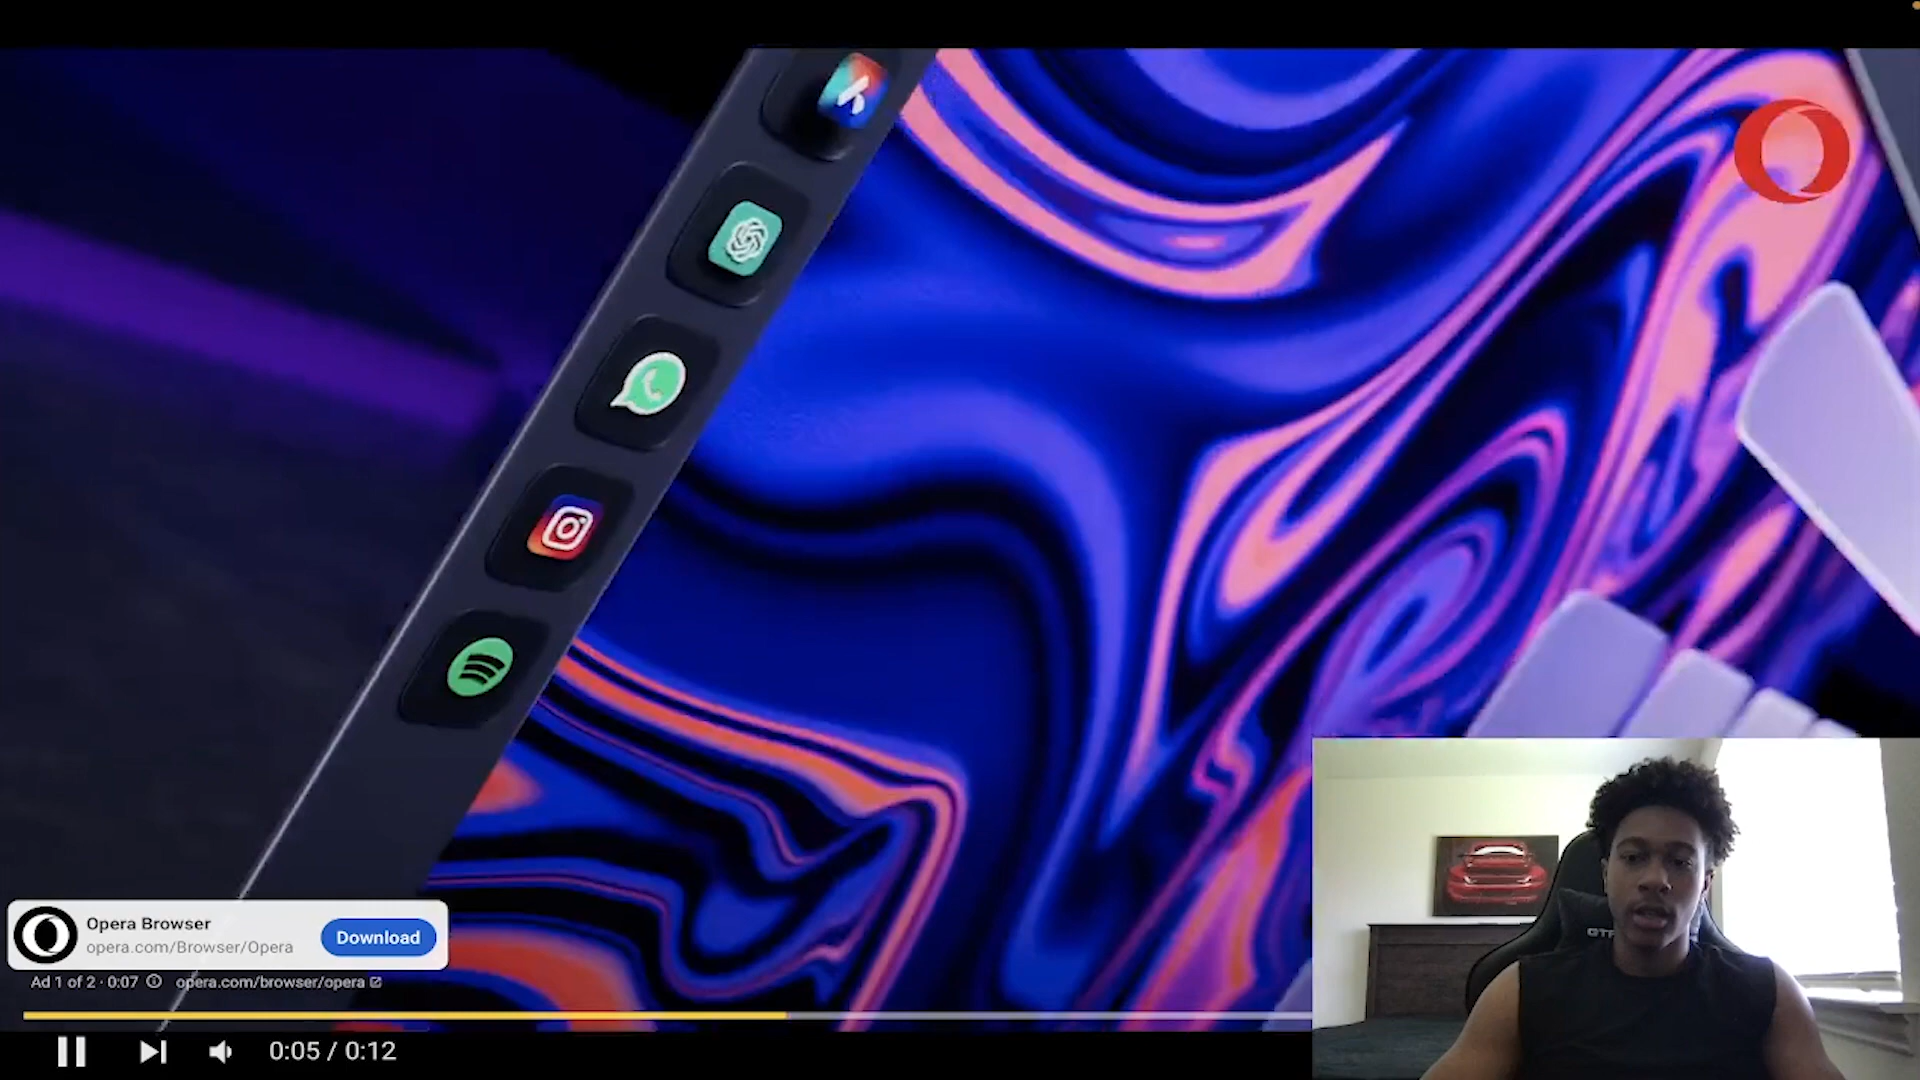 Opera Browser
opera.com/Browser/Opera
Download
Ad 1 of 2 · 0:07 opera.com/browser/opera
0:05 / 0:12